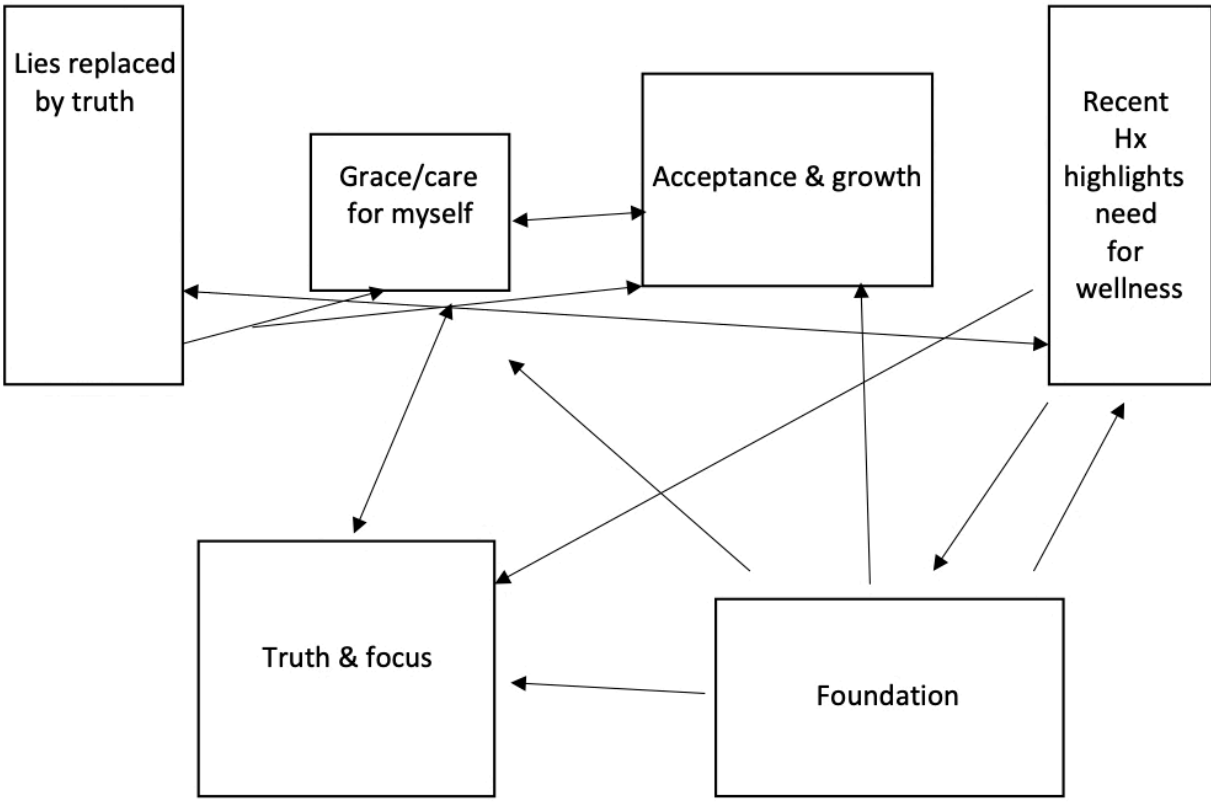 Lies replaced
by truth
Grace/care
for myself
Acceptance & growth
Recent
Hx
highlights
need
for
wellness
Truth & focus
Foundation